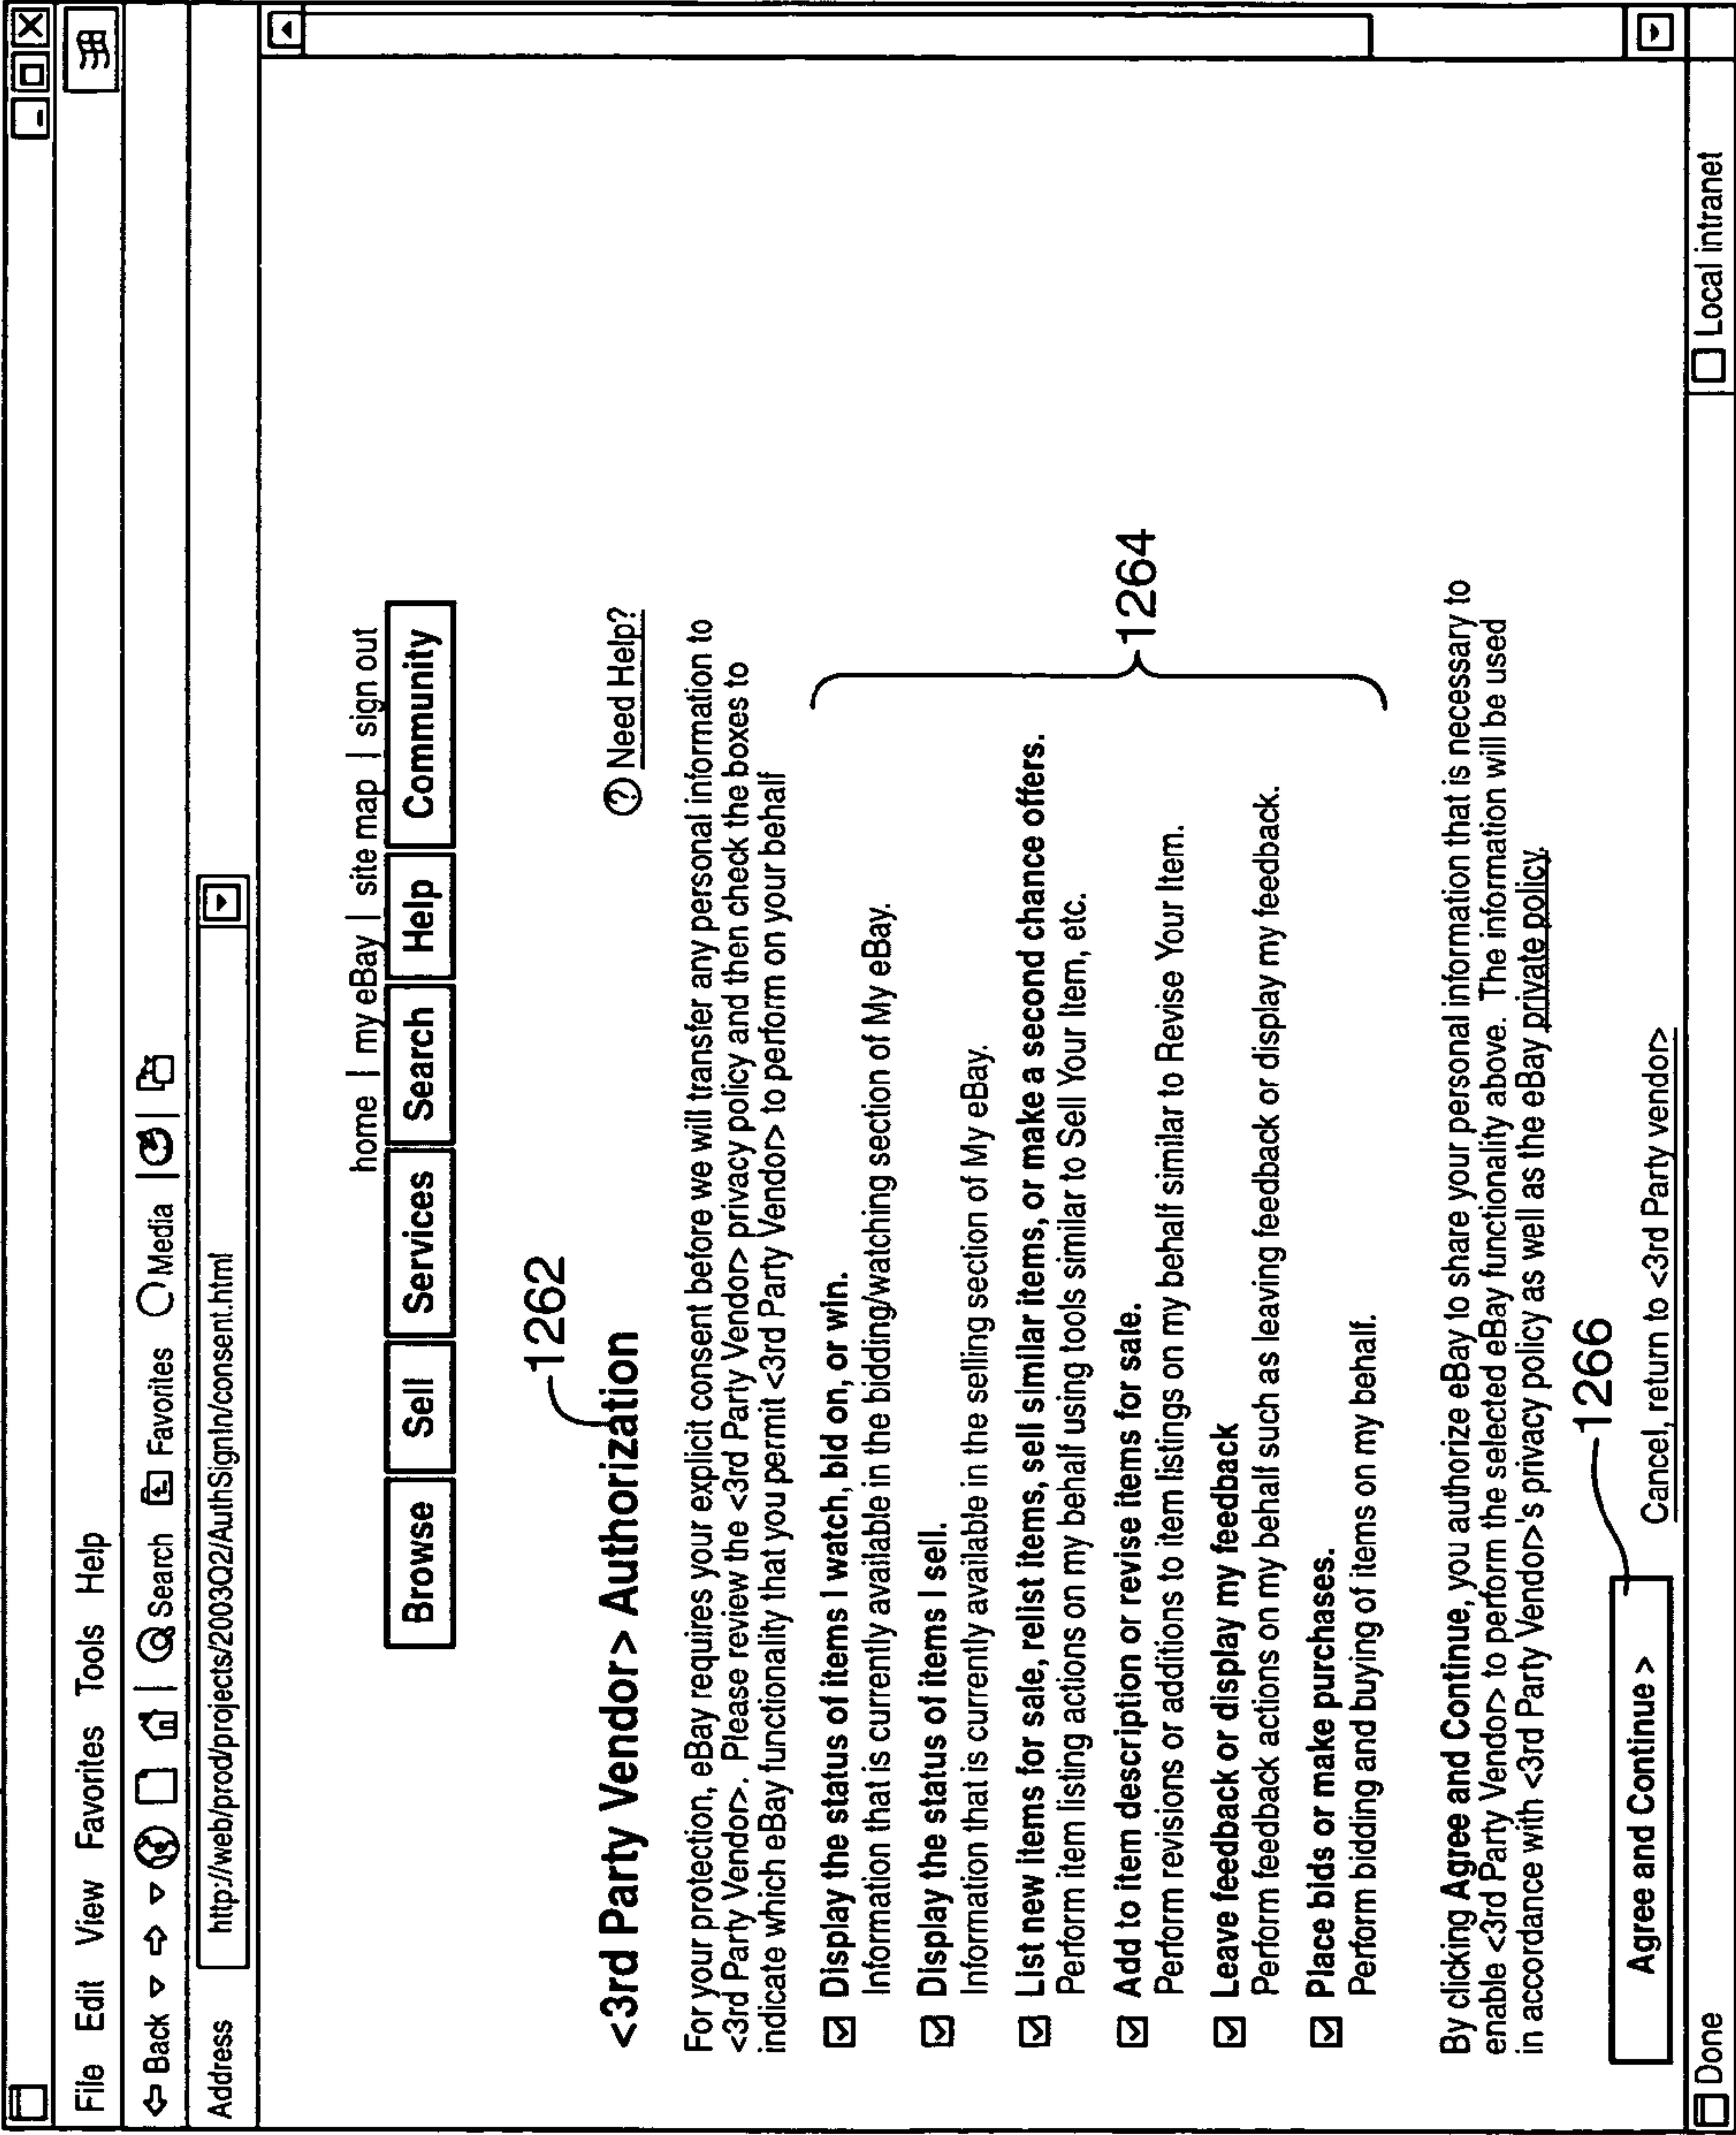 File Edit View Favorites Tools Help
Back Search Favorites Media
Address http://web/prod/projects/2003Q2/AuthSignIn/consent.html
home | my eBay | site map | sign out
Browse Sell Services Search Help Community
1262
<3rd Party Vendor> Authorization
? Need Help?
For your protection, eBay requires your explicit consent before we will transfer any personal information to
<3rd Party Vendor>. Please review the <3rd Party Vendor> privacy policy and then check the boxes to
indicate which eBay functionality that you permit <3rd Party Vendor> to perform on your behalf
Display the status of items I watch, bid on, or win.
Information that is currently available in the bidding/watching section of My eBay.
Display the status of items I sell.
Information that is currently available in the selling section of My eBay.
List new items for sale, relist items, sell similar items, or make a second chance offers.
Perform item listing actions on my behalf using tools similar to Sell Your Item, etc.
1264
Add to item description or revise items for sale.
Perform revisions or additions to item listings on my behalf similar to Revise Your Item.
Leave feedback or display my feedback
Perform feedback actions on my behalf such as leaving feedback or display my feedback.
Place bids or make purchases.
Perform bidding and buying of items on my behalf.
By clicking Agree and Continue, you authorize eBay to share your personal information that is necessary to
enable <3rd Party Vendor> to perform the selected eBay functionality above. The information will be used
in accordance with <3rd Party Vendor>'s privacy policy as well as the eBay private policy.
1266
Agree and Continue >
Cancel, return to <3rd Party vendor>
Done
Local intranet